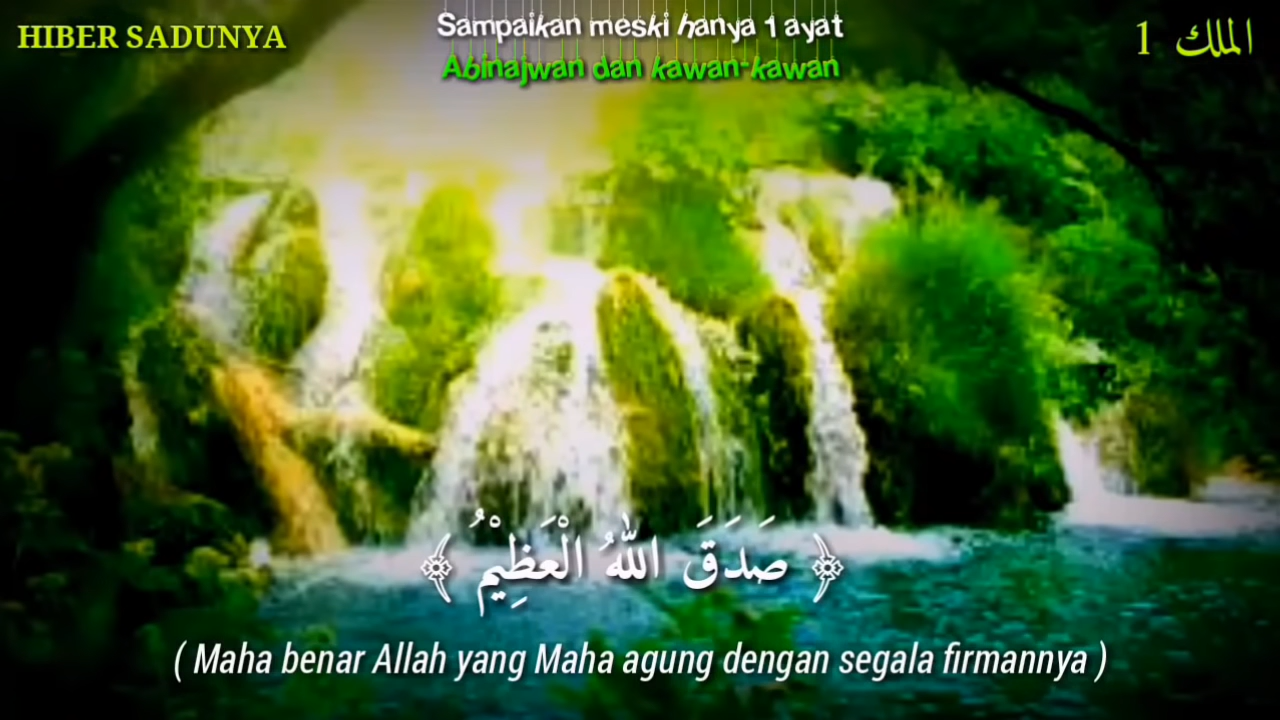 HIBER SADUNYA
Sampaikan meski hanya 1 ayat
Abinajwan dan kawan-kawan
الملك 1
﴿ صَدَقَ اللهُ الْعَظِيْمُ ﴾
( Maha benar Allah yang Maha agung dengan segala firmannya )